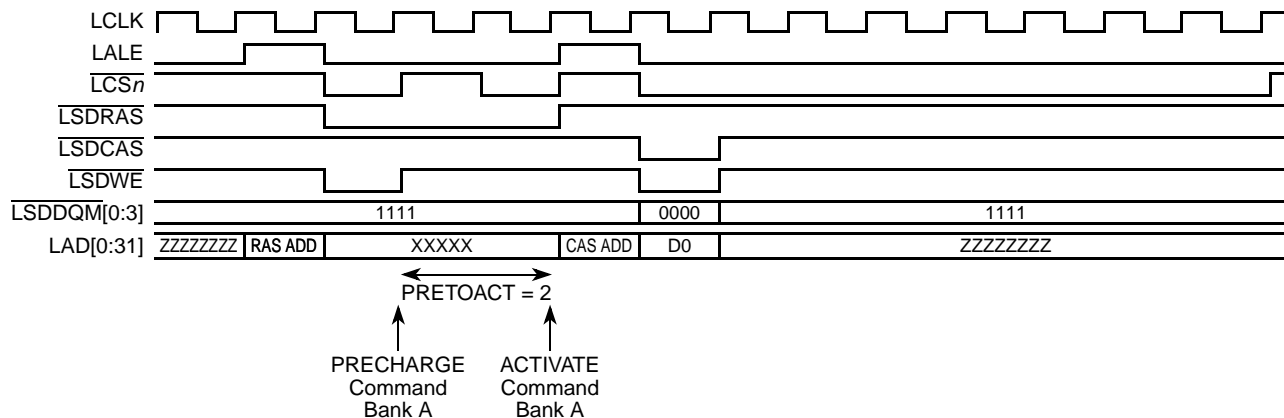 LCLK
LALE
LCSn
LSDRAS
LSDCAS
LSDWE
LSDDQM[0:3] 1111 0000 1111
LAD[0:31] ZZZZZZZZ RAS ADD XXXXX CAS ADD D0 ZZZZZZZZ
PRETOACT = 2
PRECHARGE
Command
Bank A
ACTIVATE
Command
Bank A